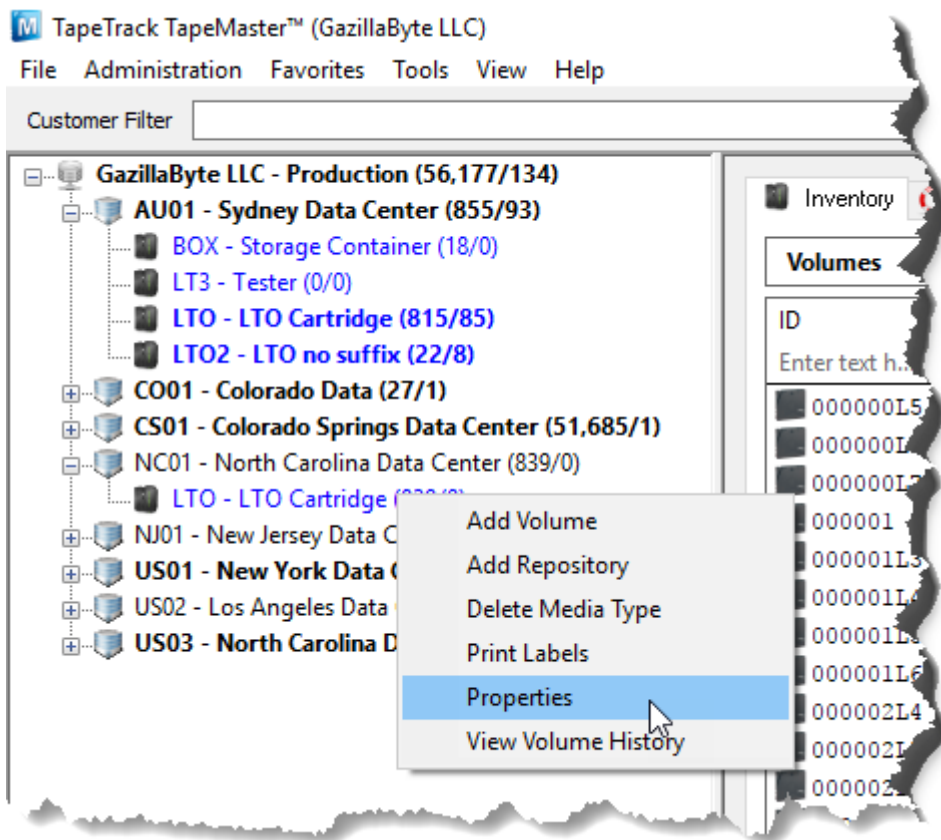 TapeTrack TapeMaster™ (GazillaByte LLC)
File Administration Favorites Tools View Help
Customer Filter
GazillaByte LLC - Production (56,177/134)
AU01 - Sydney Data Center (855/93)
BOX - Storage Container (18/0)
LT3 - Tester (0/0)
LTO - LTO Cartridge (815/85)
LTO2 - LTO no suffix (22/8)
CO01 - Colorado Data (27/1)
CS01 - Colorado Springs Data Center (51,685/1)
NC01 - North Carolina Data Center (839/0)
LTO - LTO Cartridge
NJ01 - New Jersey Data
US01 - New York Data
US02 - Los Angeles Data
US03 - North Carolina
Add Volume
Add Repository
Delete Media Type
Print Labels
Properties
View Volume History
Inventory
Volumes
ID
Enter text h...
000000L5
000001
000001L3
000001L6
000002L4